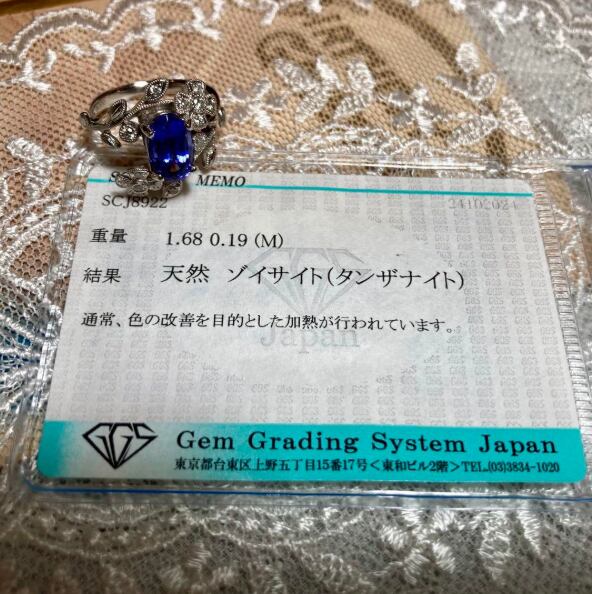 MEMO
SCJ8922 24102024
重量 1.68 0.19 (M)
結果 天然 ゾイサイト(タンザナイト)
通常、色の改善を目的とした加熱が行われています。
Japan
GGS Gem Grading System Japan
東京都台東区上野五丁目15番17号<東和ビル2階>TEL.(03)3834-1020